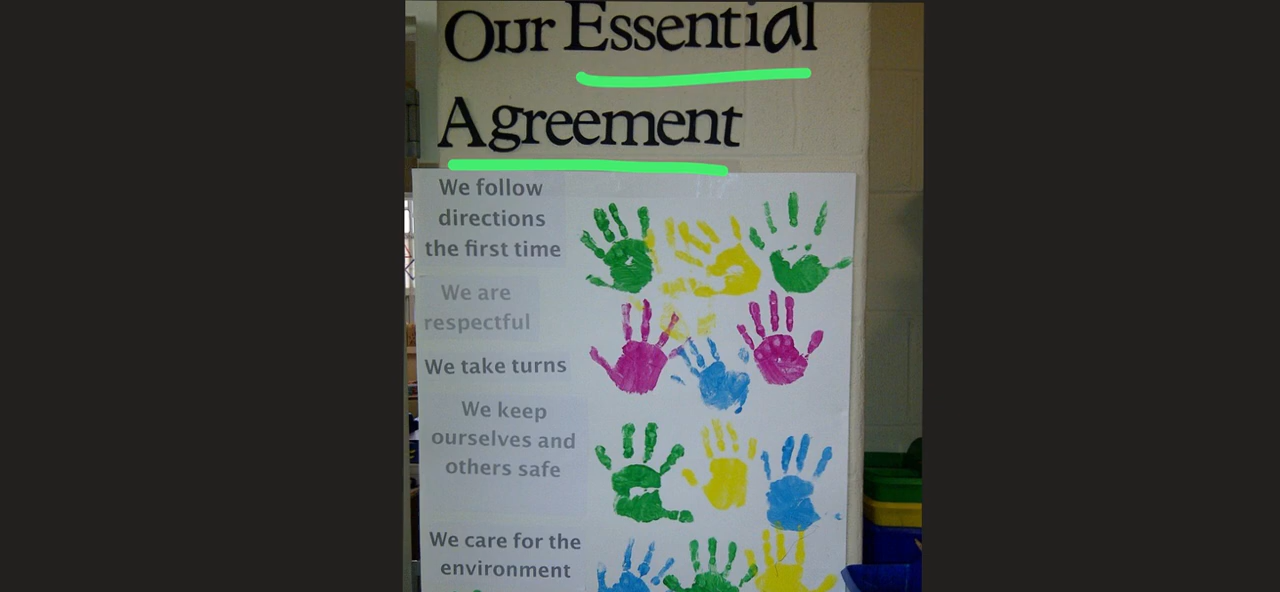 Our Essential
Agreement
We follow
directions
the first time
We are
respectful
We take turns
We keep
ourselves and
others safe
We care for the
environment